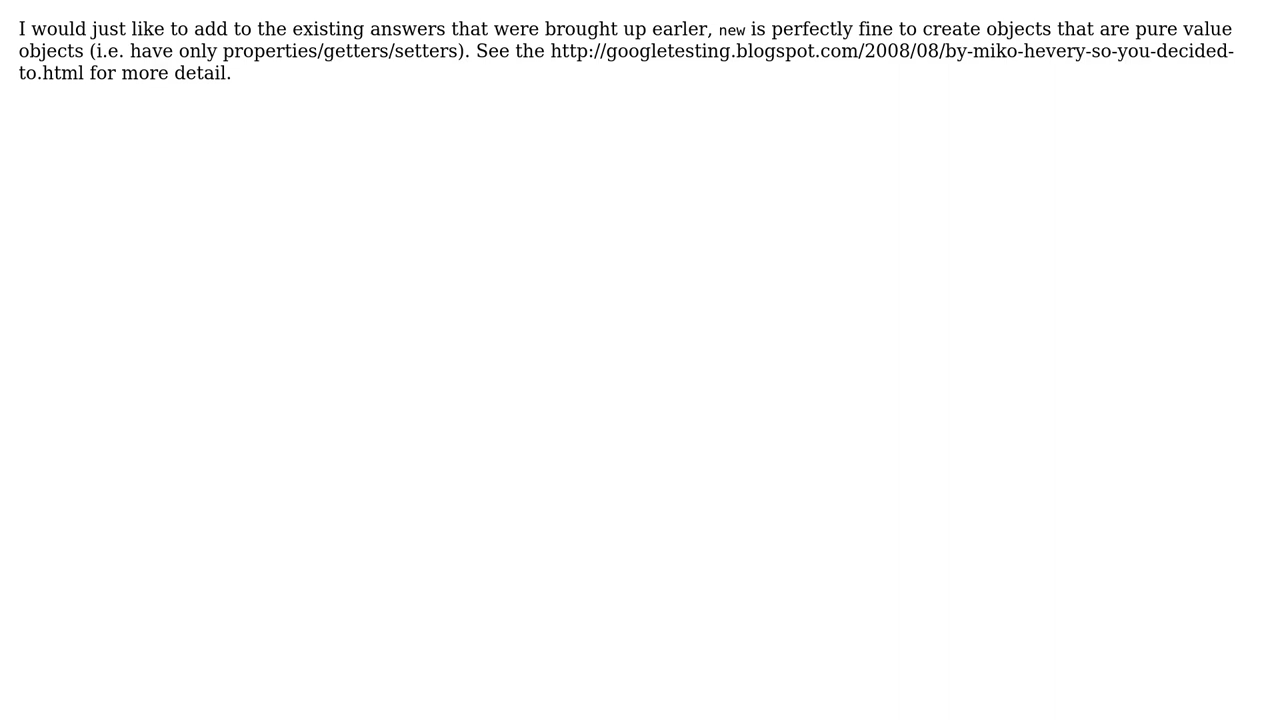 I would just like to add to the existing answers that were brought up earler, new is perfectly fine to create objects that are pure value
objects (i.e. have only properties/getters/setters). See the http://googletesting.blogspot.com/2008/08/by-miko-hevery-so-you-decided-
to.html for more detail.